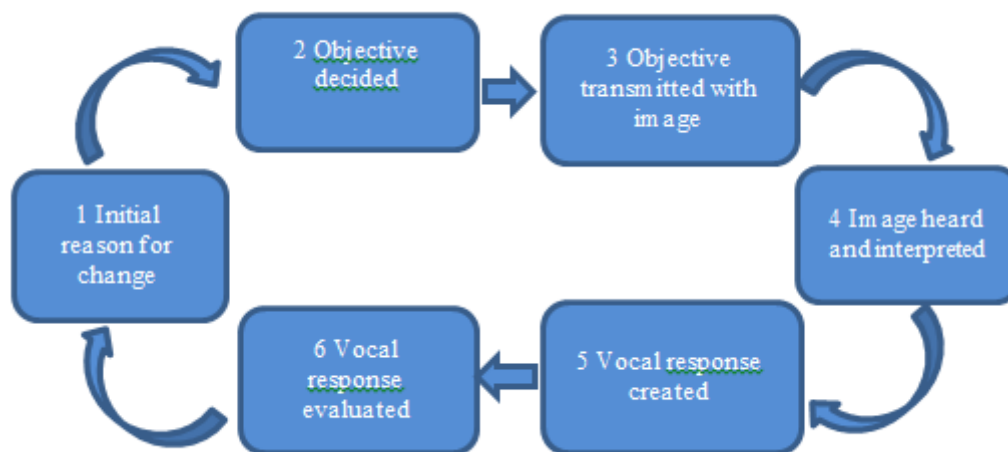 1 Initial
reason for
change
2 Objective
decided
3 Objective
transmitted with
image
4 Image heard
and interpreted
5 Vocal response
created
6 Vocal
response
evaluated